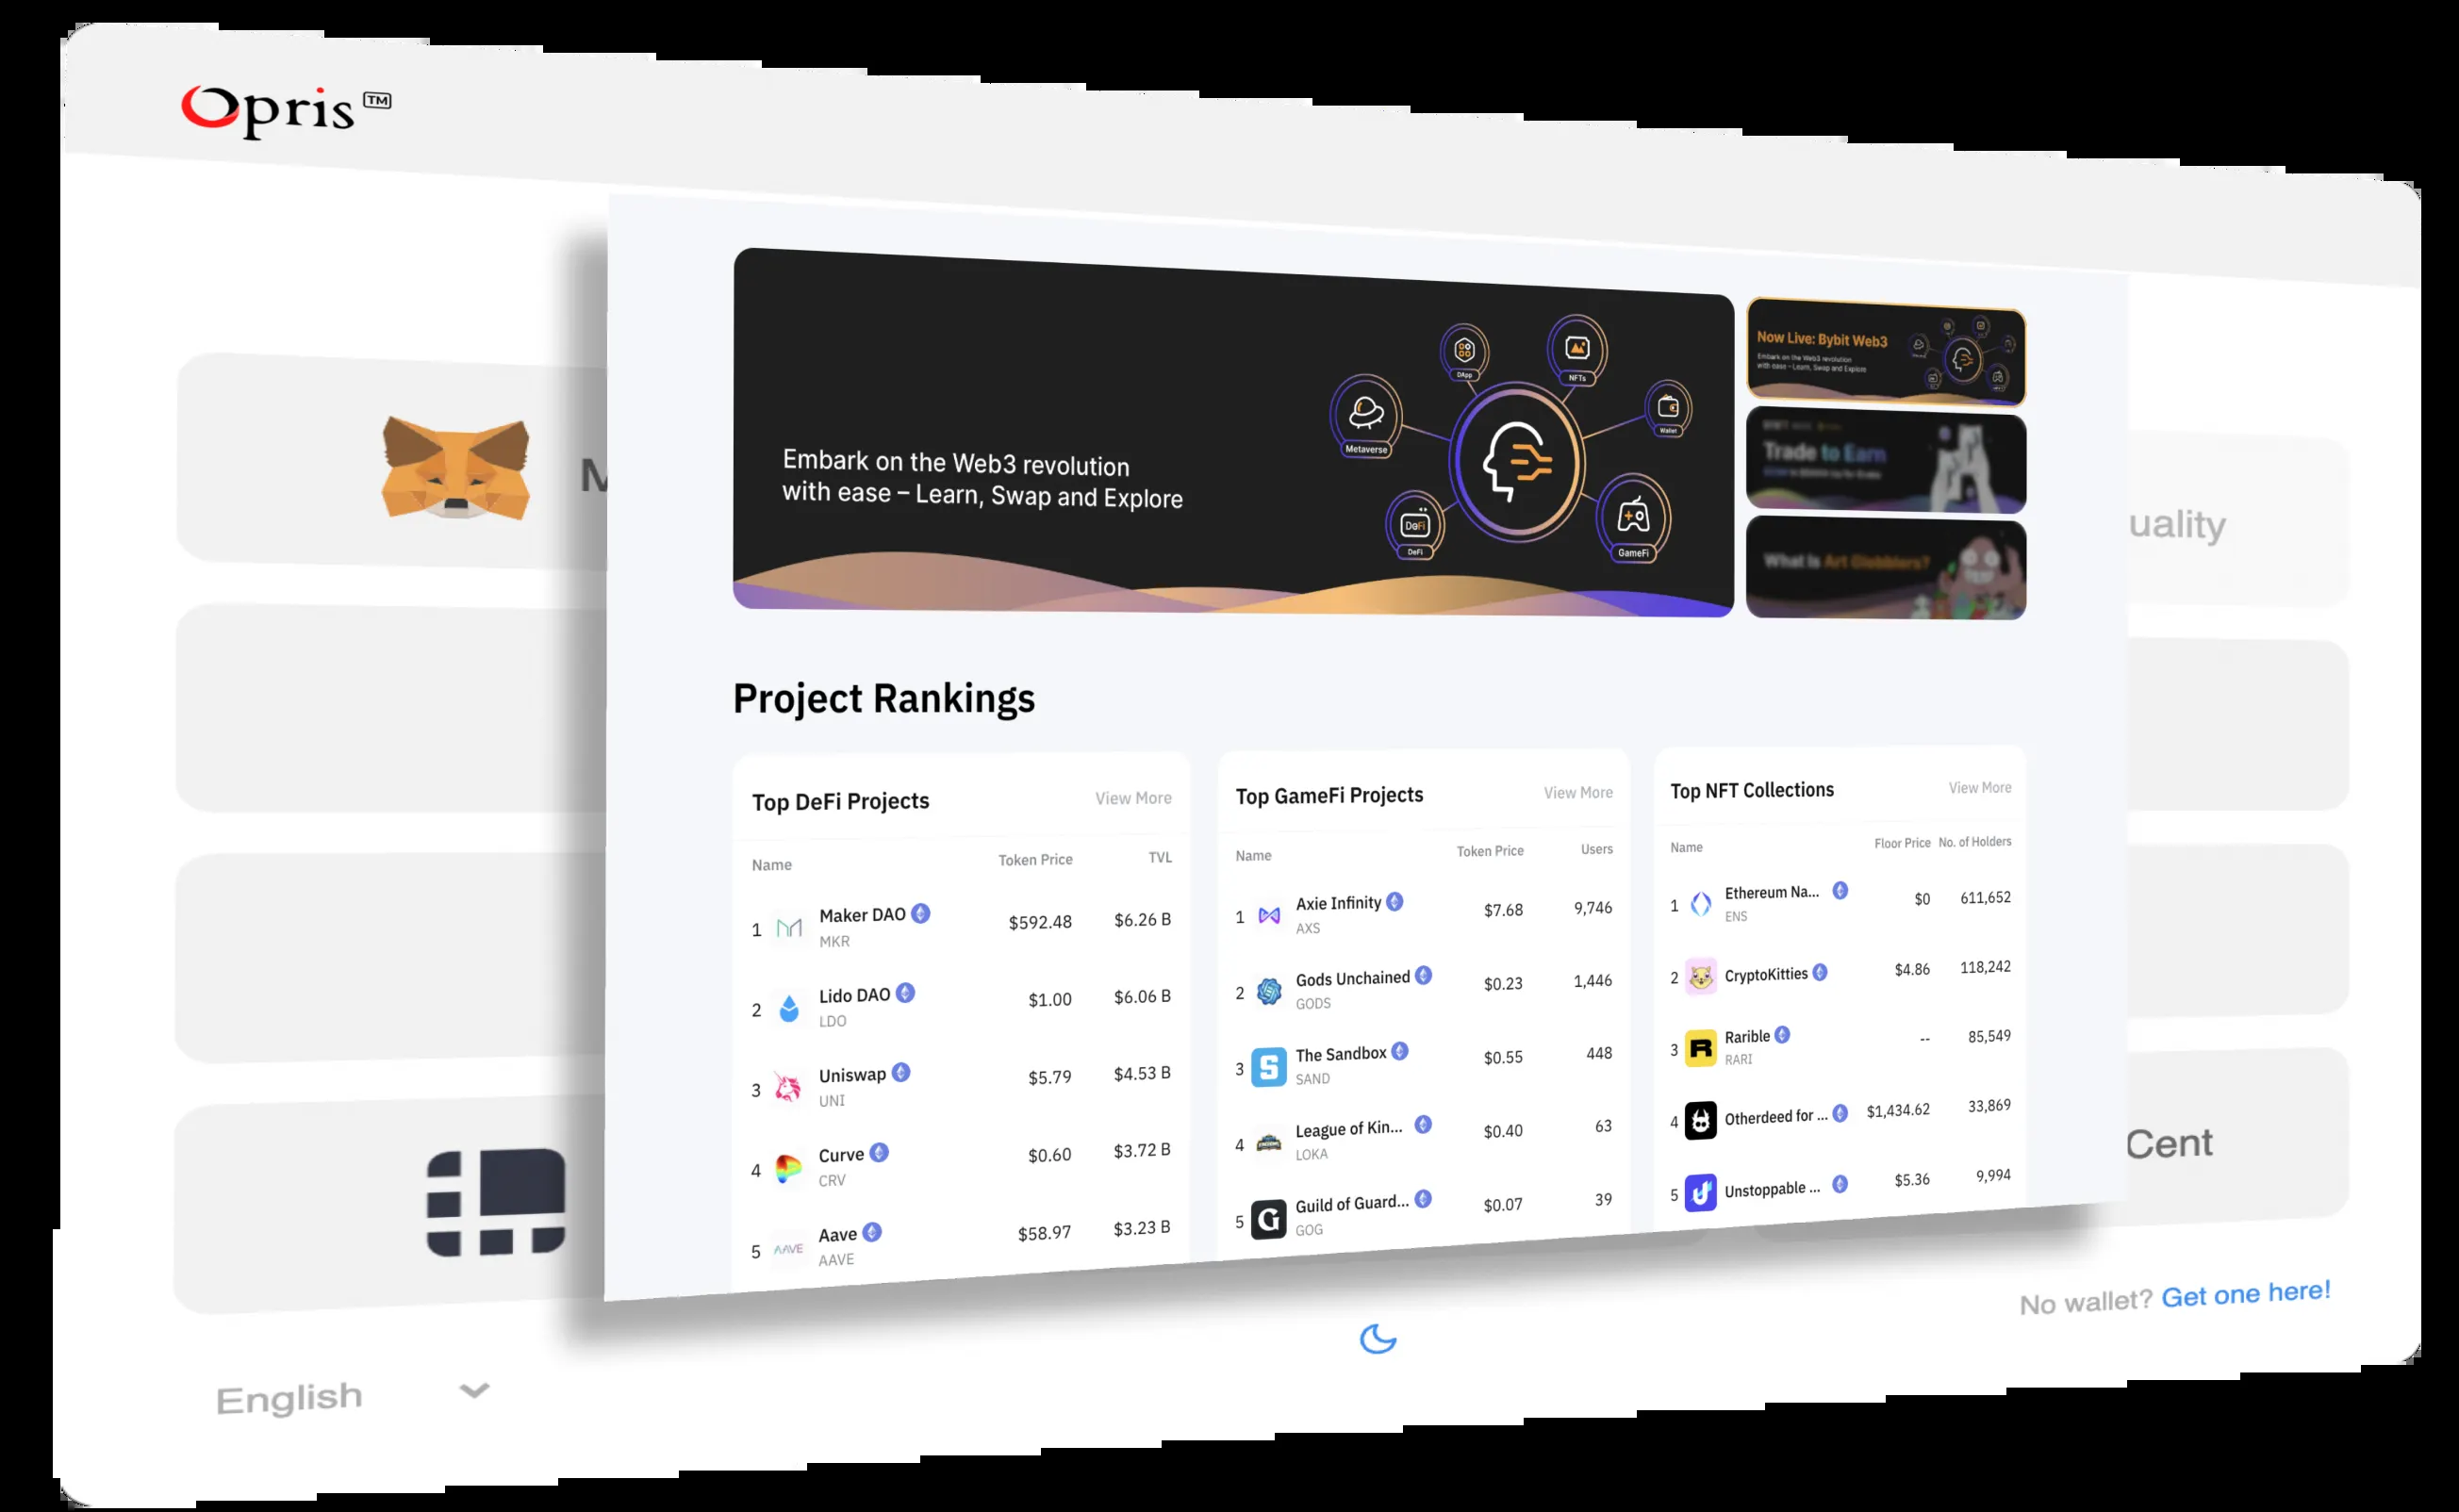 Opris TM
M
uality
Cent
Embark on the Web3 revolution
with ease – Learn, Swap and Explore
Metaverse
DApp
NFTs
Wallet
DeFi
DeFi
GameFi
Now Live: Bybit Web3
Embark on the Web3 revolution
with ease – Learn, Swap and Explore
Trade to Earn
What Is Art Gobblers?
Project Rankings
Top DeFi Projects View More
Name Token Price TVL
1 Maker DAO $592.48 $6.26 B
MKR
2 Lido DAO $1.00 $6.06 B
LDO
3 Uniswap $5.79 $4.53 B
UNI
4 Curve $0.60 $3.72 B
CRV
5 AAVE Aave $58.97 $3.23 B
AAVE
Top GameFi Projects View More
Name Token Price Users
1 Axie Infinity $7.68 9,746
AXS
2 Gods Unchained $0.23 1,446
GODS
3 S The Sandbox $0.55 448
SAND
4 League of Kin... $0.40 63
LOKA
5 G Guild of Guard... $0.07 39
GOG
Top NFT Collections View More
Name Floor Price No. of Holders
1 Ethereum Na... $0 611,652
ENS
2 CryptoKitties $4.86 118,242
3 R Rarible -- 85,549
RARI
4 Otherdeed for ... $1,434.62 33,869
5 Unstoppable ... $5.36 9,994
No wallet? Get one here!
English